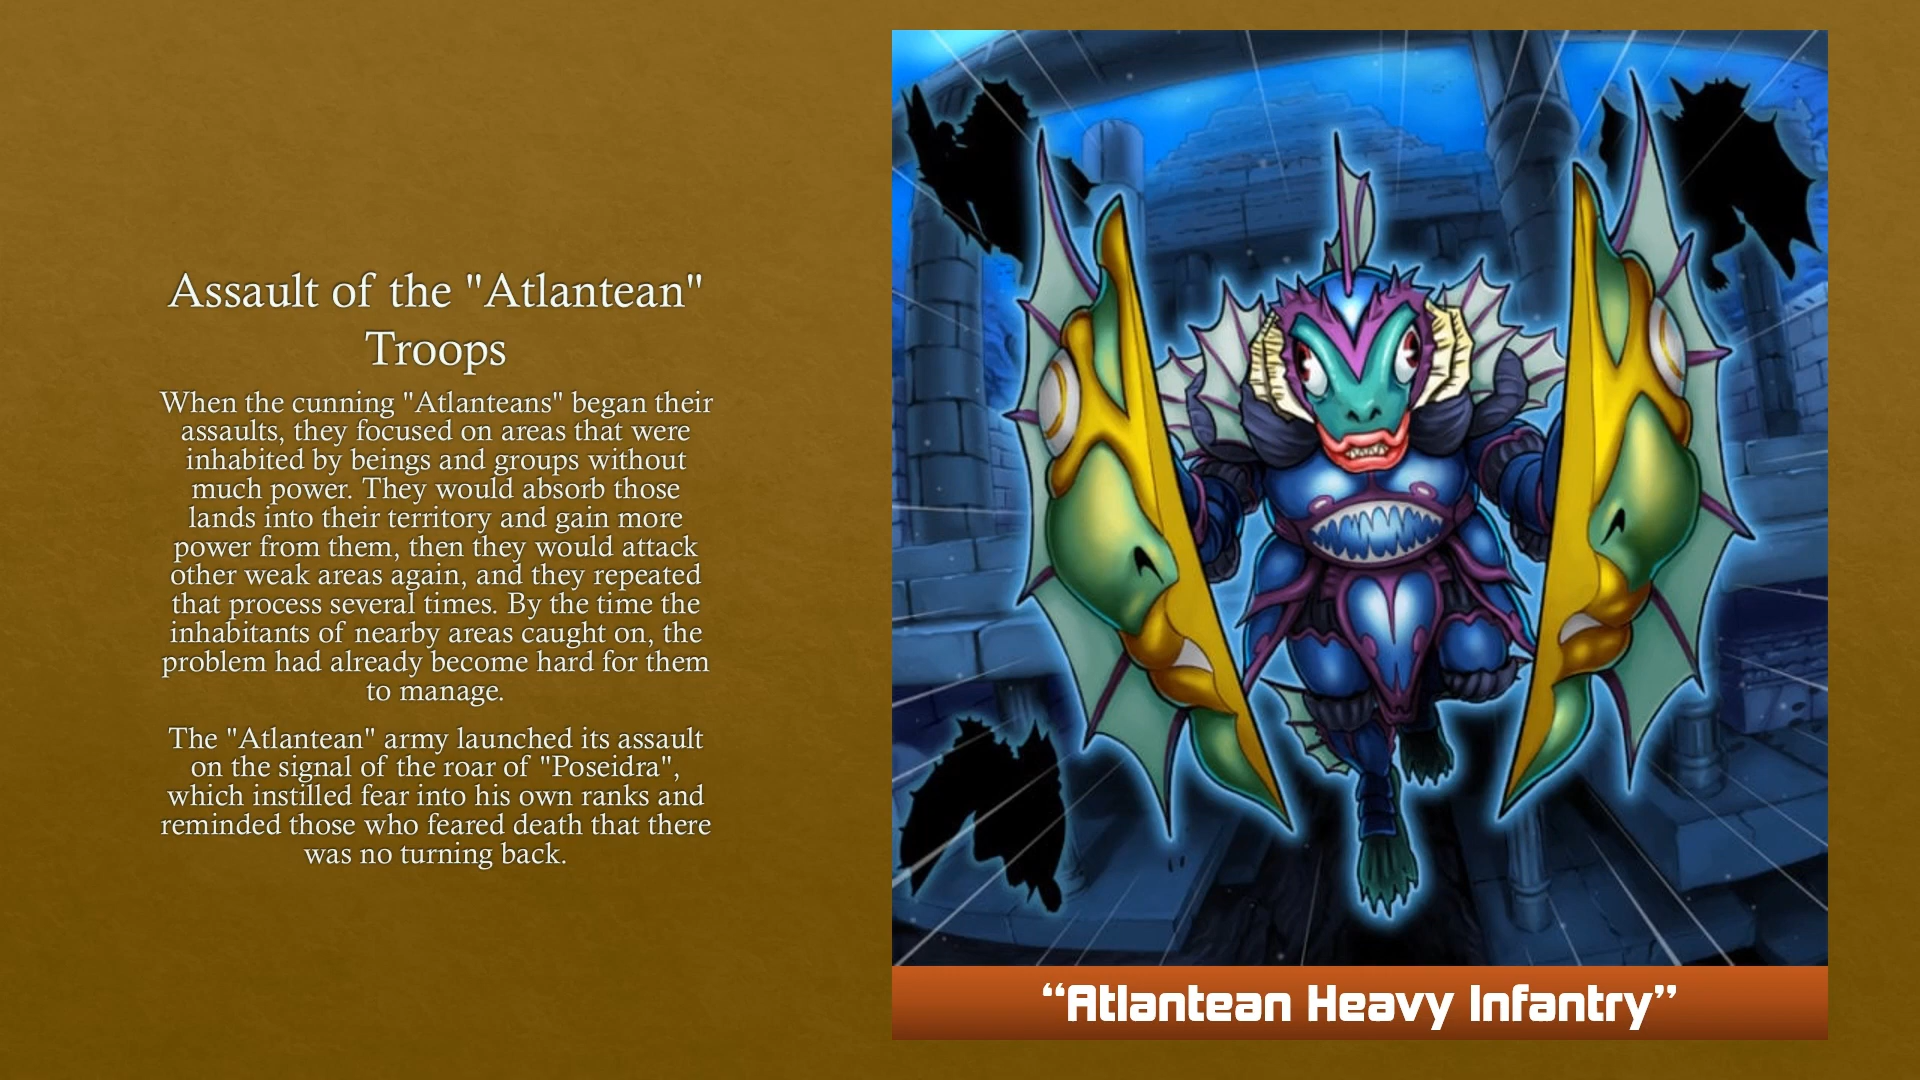 Assault of the "Atlantean"
Troops
When the cunning "Atlanteans" began their
assaults, they focused on areas that were
inhabited by beings and groups without
much power. They would absorb those
lands into their territory and gain more
power from them, then they would attack
other weak areas again, and they repeated
that process several times. By the time the
inhabitants of nearby areas caught on, the
problem had already become hard for them
to manage.
The "Atlantean" army launched its assault
on the signal of the roar of "Poseidra",
which instilled fear into his own ranks and
reminded those who feared death that there
was no turning back.
“Atlantean Heavy Infantry”